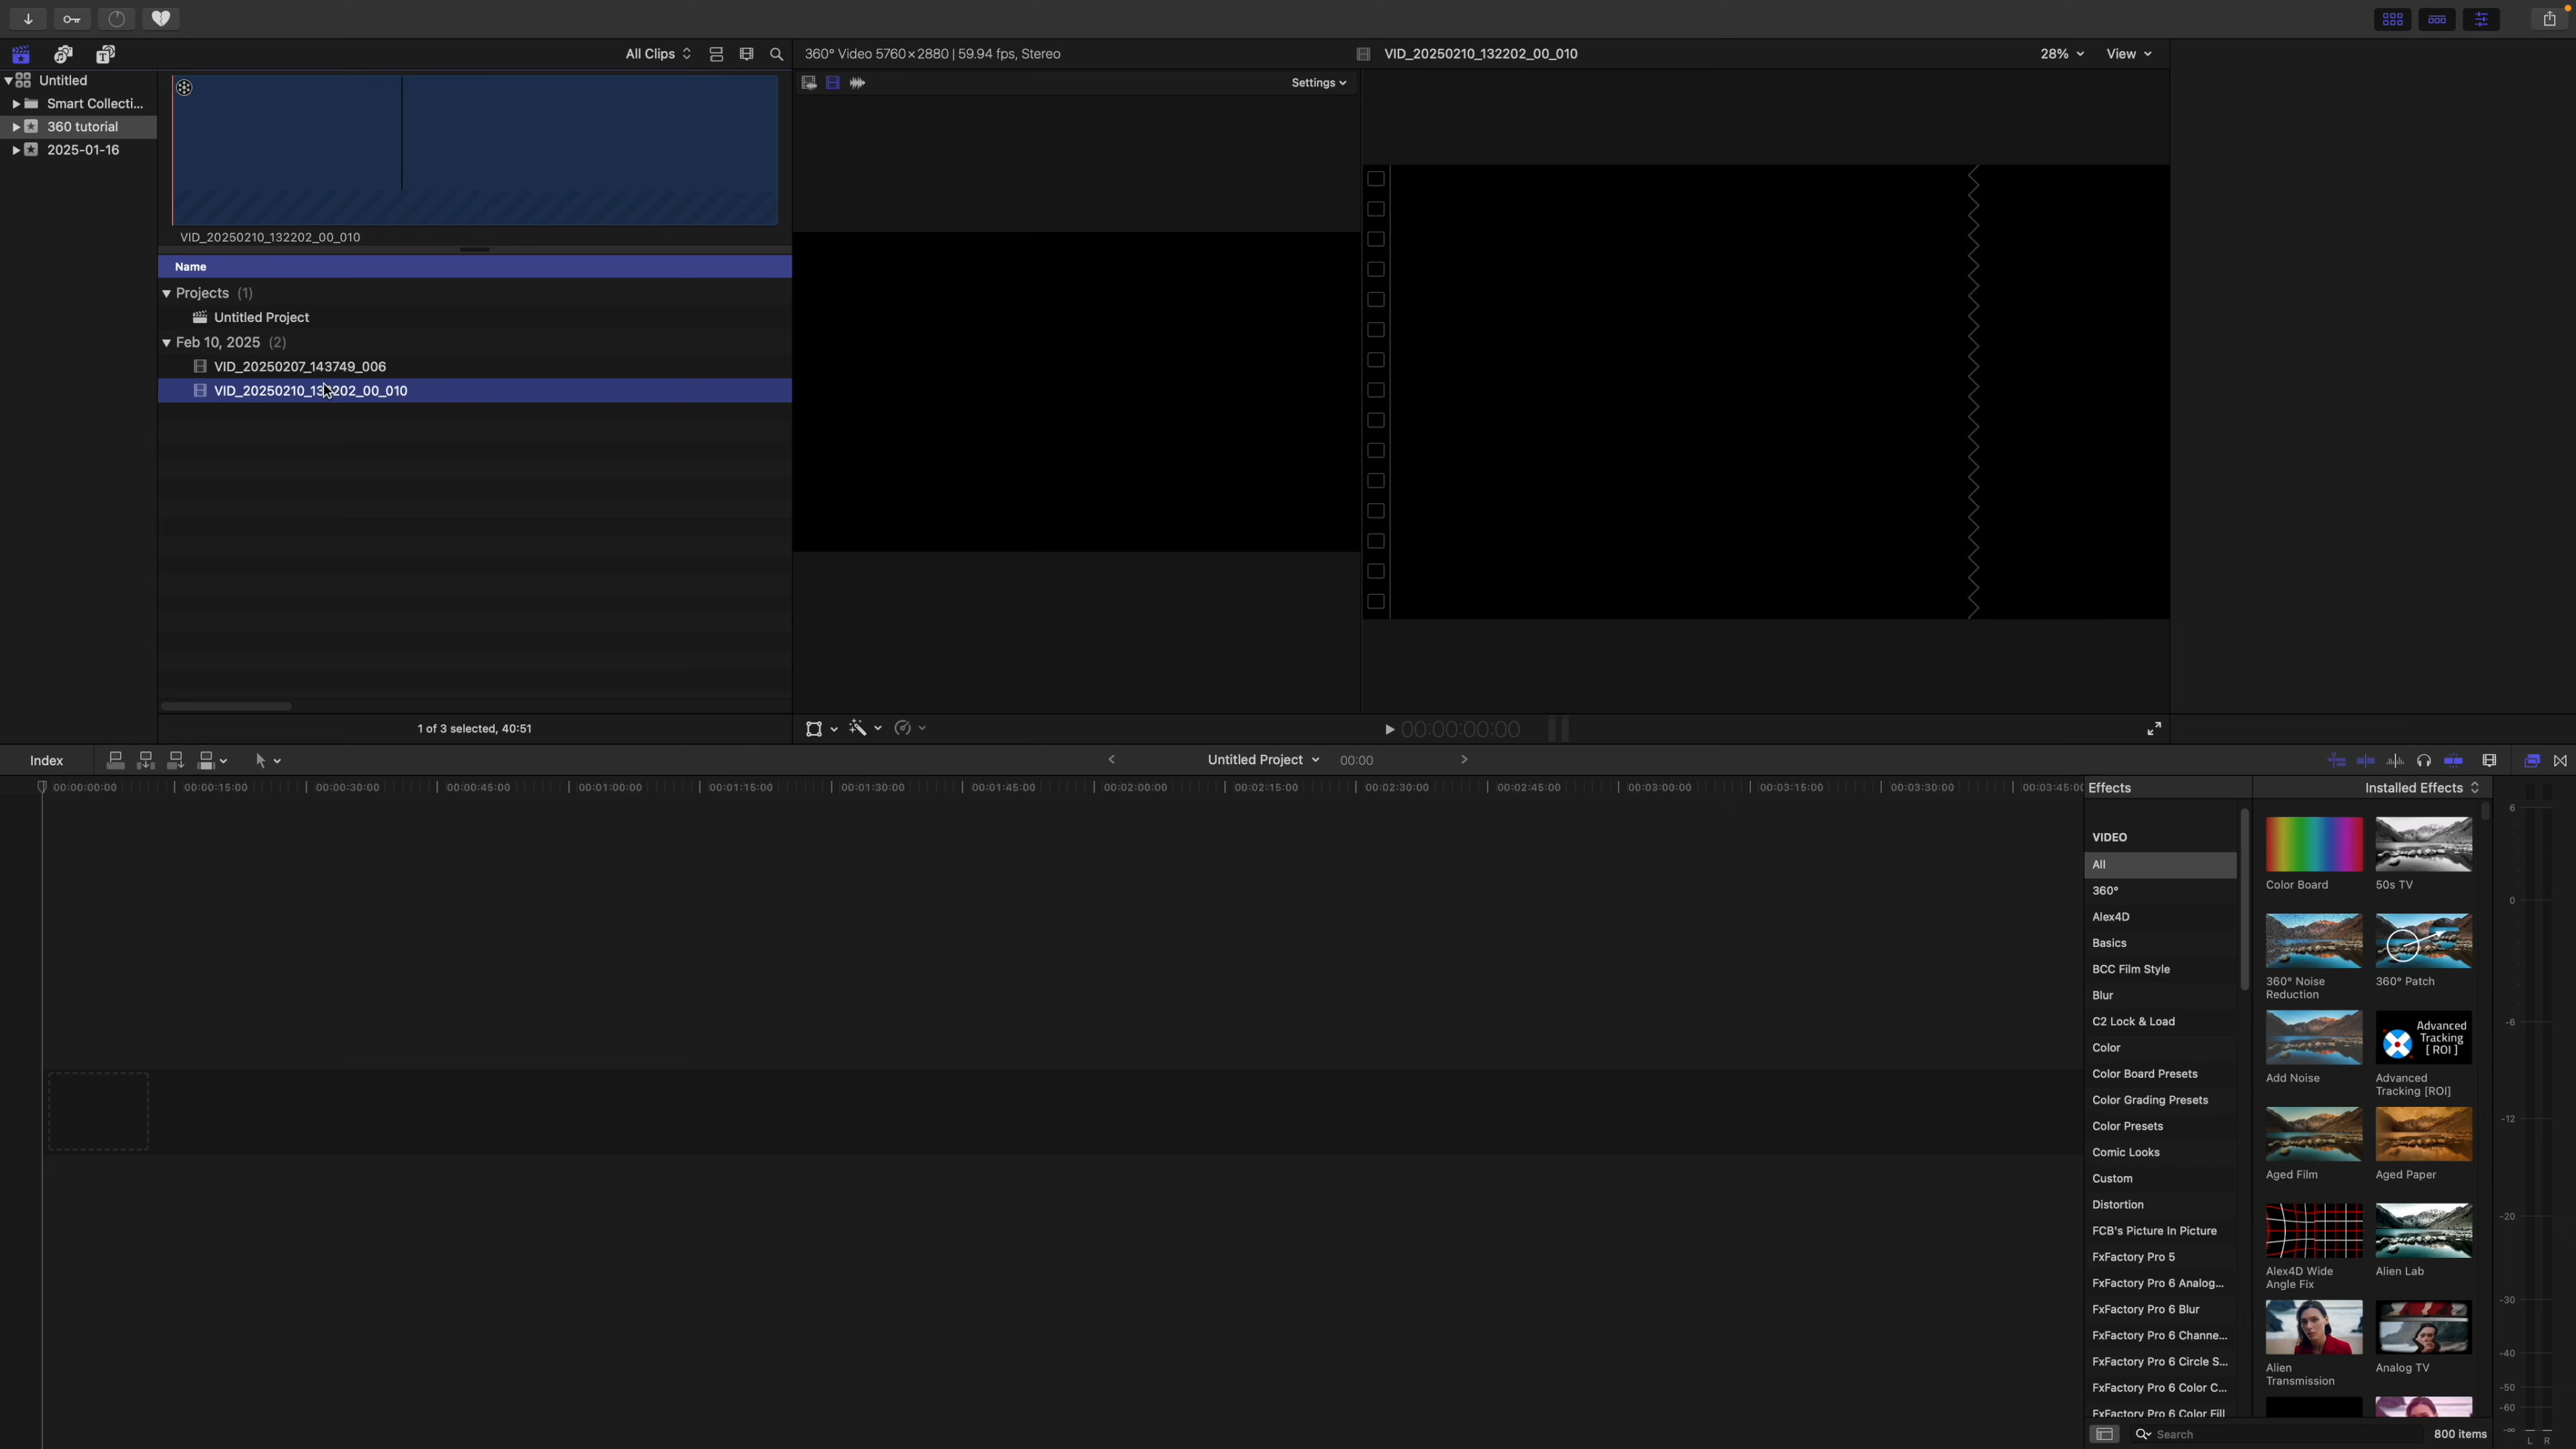 All Clips
360° Video 5760×2880 | 59.94 fps, Stereo
VID_20250210_132202_00_010
28%
View
Untitled
Smart Collecti...
360 tutorial
2025-01-16
Settings
VID_20250210_132202_00_010
Name
Projects (1)
Untitled Project
Feb 10, 2025 (2)
VID_20250207_143749_006
VID_20250210_132202_00_010
1 of 3 selected, 40:51
00:00:00:00
Index
Untitled Project
00:00
00:00:00:00
00:00:15:00
00:00:30:00
00:00:45:00
00:01:00:00
00:01:15:00
00:01:30:00
00:01:45:00
00:02:00:00
00:02:15:00
00:02:30:00
00:02:45:00
00:03:00:00
00:03:15:00
00:03:30:00
00:03:45:00
Effects
Installed Effects
VIDEO
All
360°
Alex4D
Basics
BCC Film Style
Blur
C2 Lock & Load
Color
Color Board Presets
Color Grading Presets
Color Presets
Comic Looks
Custom
Distortion
FCB's Picture In Picture
FxFactory Pro 5
FxFactory Pro 6 Analog...
FxFactory Pro 6 Blur
FxFactory Pro 6 Channe...
FxFactory Pro 6 Circle S...
FxFactory Pro 6 Color C...
FxFactory Pro 6 Color Fill
Color Board
50s TV
360° Noise
Reduction
360° Patch
Advanced
Tracking
[ ROI ]
Add Noise
Advanced
Tracking [ROI]
Aged Film
Aged Paper
Alex4D Wide
Angle Fix
Alien Lab
Alien
Transmission
Analog TV
Search
800 items
6
0
-6
-12
-20
-30
-40
-50
-60
-∞
L R